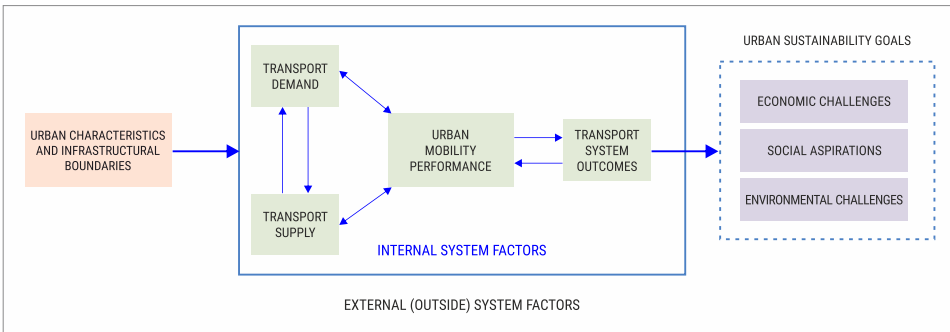 URBAN SUSTAINABILITY GOALS
TRANSPORT
DEMAND
ECONOMIC CHALLENGES
URBAN CHARACTERISTICS
AND INFRASTRUCTURAL
BOUNDARIES
URBAN
MOBILITY
PERFORMANCE
TRANSPORT
SYSTEM
OUTCOMES
SOCIAL ASPIRATIONS
ENVIRONMENTAL CHALLENGES
TRANSPORT
SUPPLY
INTERNAL SYSTEM FACTORS
EXTERNAL (OUTSIDE) SYSTEM FACTORS